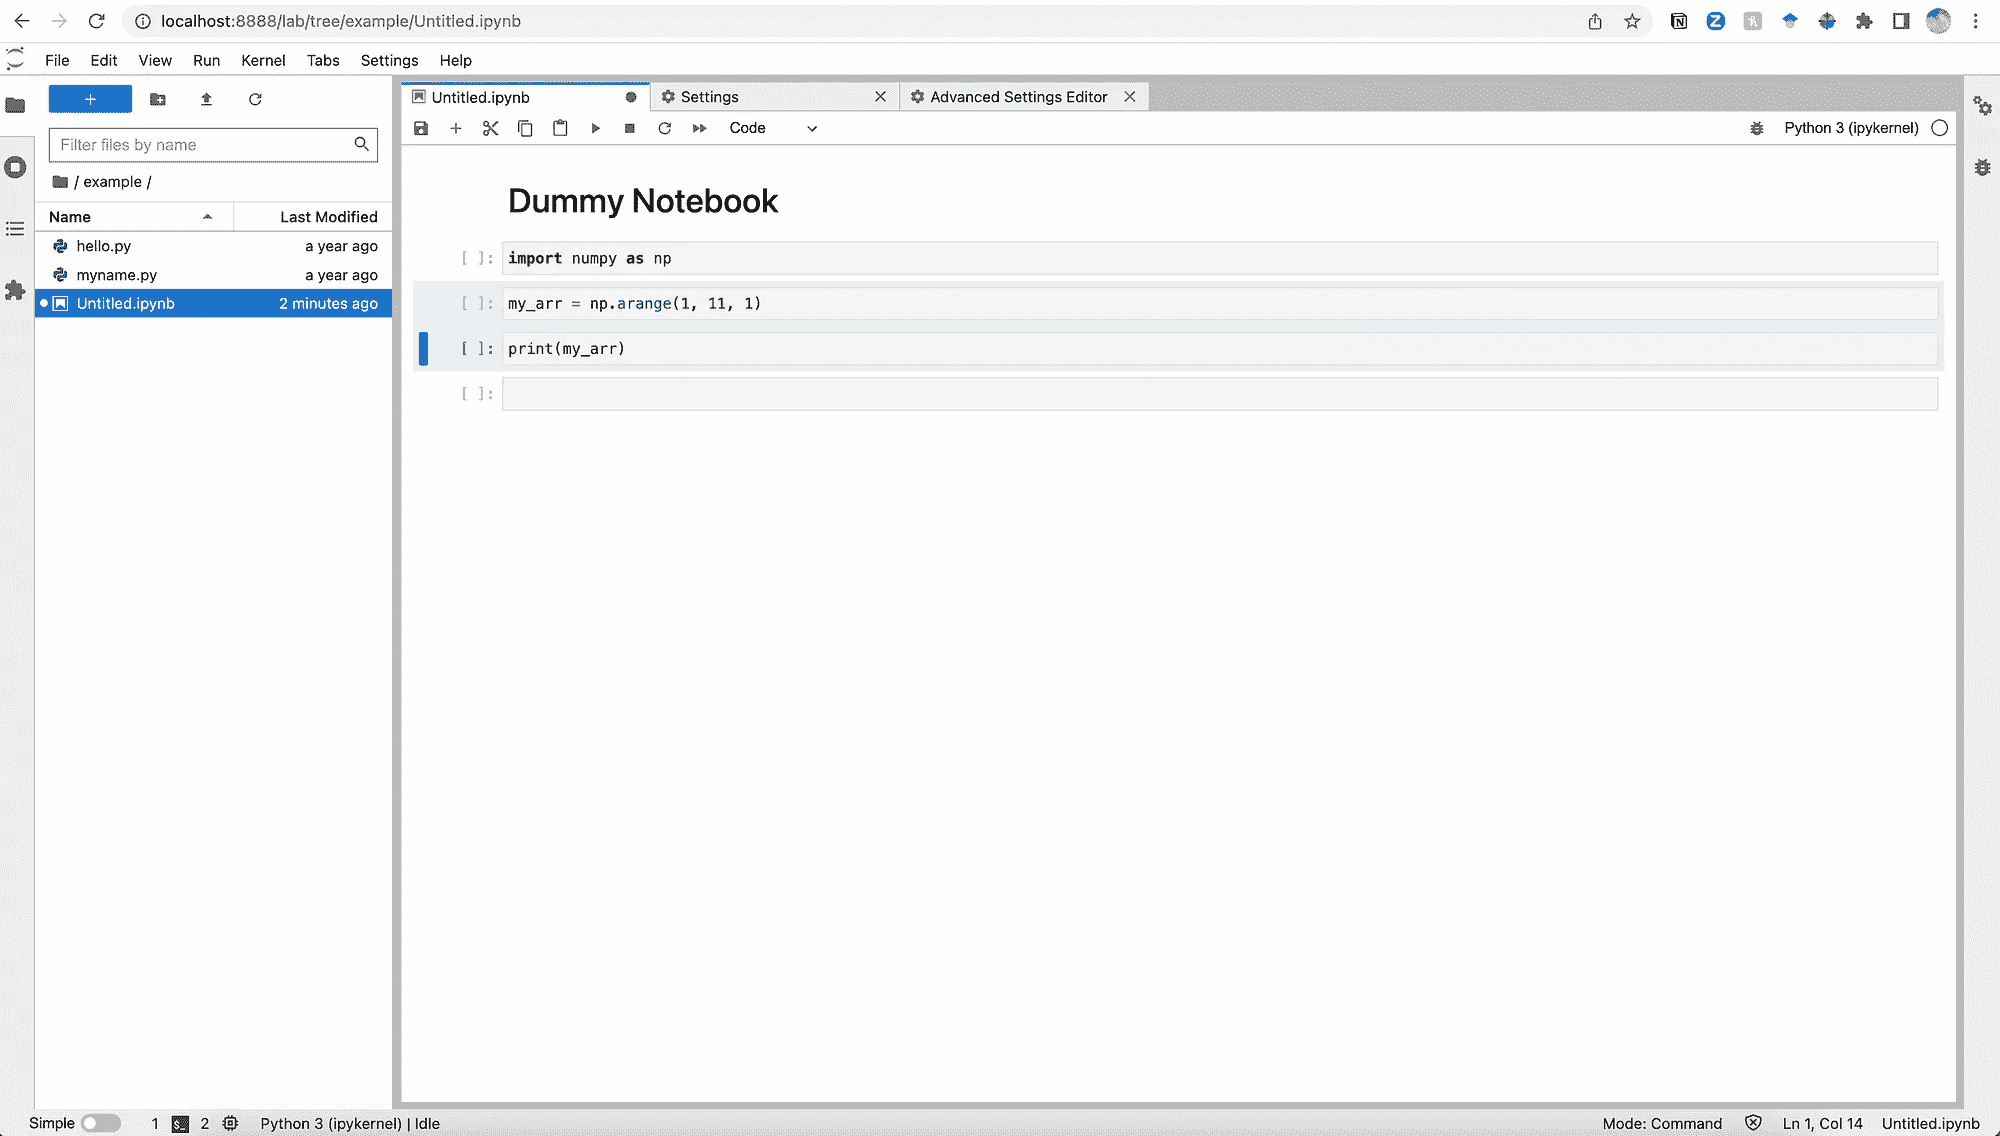 localhost:8888/lab/tree/example/Untitled.ipynb
File Edit View Run Kernel Tabs Settings Help
Untitled.ipynb Settings Advanced Settings Editor
Code Python 3 (ipykernel)
Filter files by name
/ example /
Name Last Modified
hello.py a year ago
myname.py a year ago
Untitled.ipynb 2 minutes ago
Dummy Notebook
[ ]: import numpy as np
[ ]: my_arr = np.arange(1, 11, 1)
[ ]: print(my_arr)
[ ]:
Simple 1 $_ 2 Python 3 (ipykernel) | Idle Mode: Command Ln 1, Col 14 Untitled.ipynb